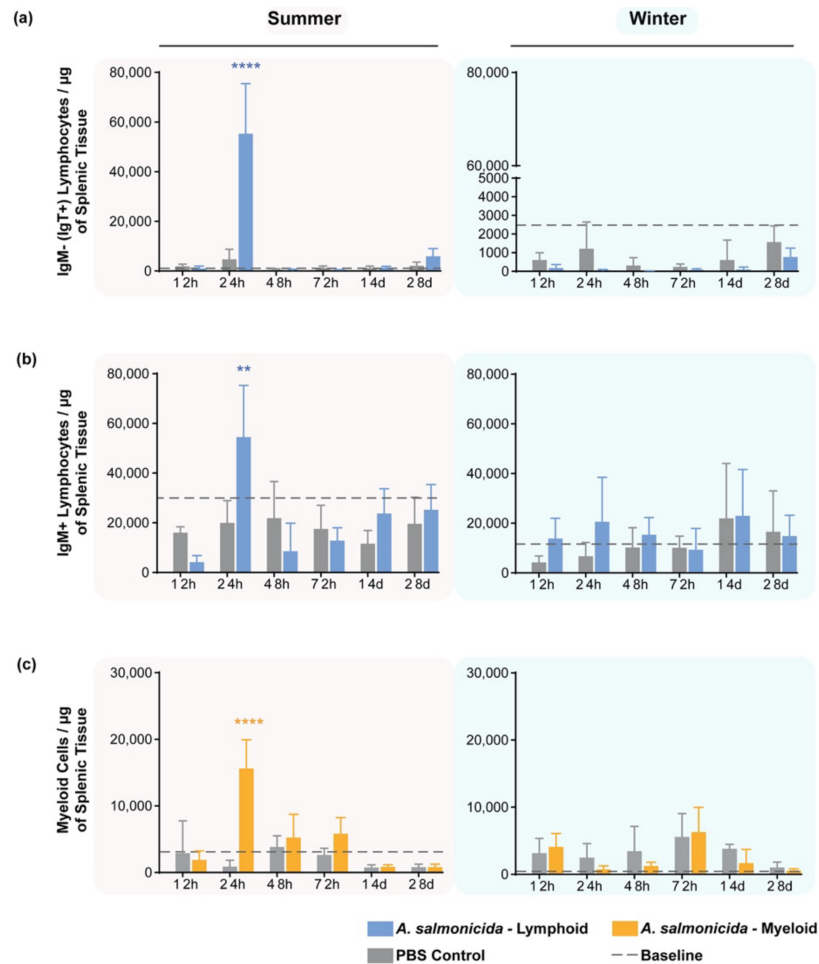 Summer Winter
(a)
IgM- (IgT+) Lymphocytes / µg
of Splenic Tissue
80,000
60,000
40,000
20,000
0
12h 24h 48h 72h 14d 28d
****
80,000
60,000
5000
4000
3000
2000
1000
0
12h 24h 48h 72h 14d 28d
(b)
IgM+ Lymphocytes / µg
of Splenic Tissue
80,000
60,000
40,000
20,000
0
12h 24h 48h 72h 14d 28d
**
80,000
60,000
40,000
20,000
0
12h 24h 48h 72h 14d 28d
(c)
Myeloid Cells / µg
of Splenic Tissue
30,000
20,000
10,000
0
12h 24h 48h 72h 14d 28d
****
30,000
20,000
10,000
0
12h 24h 48h 72h 14d 28d
A. salmonicida - Lymphoid A. salmonicida - Myeloid
PBS Control Baseline